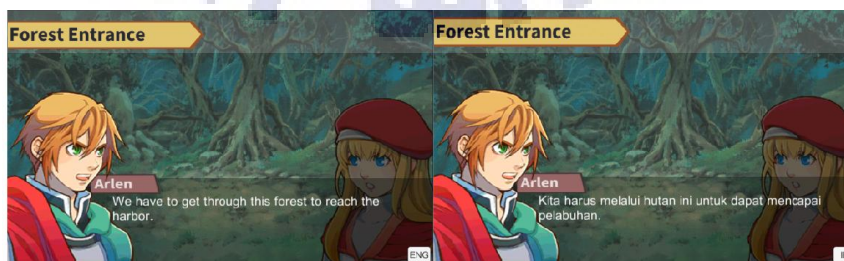 Forest Entrance
Arlen
We have to get through this forest to reach the
harbor.
ENG
Forest Entrance
Arlen
Kita harus melalui hutan ini untuk dapat mencapai
pelabuhan.